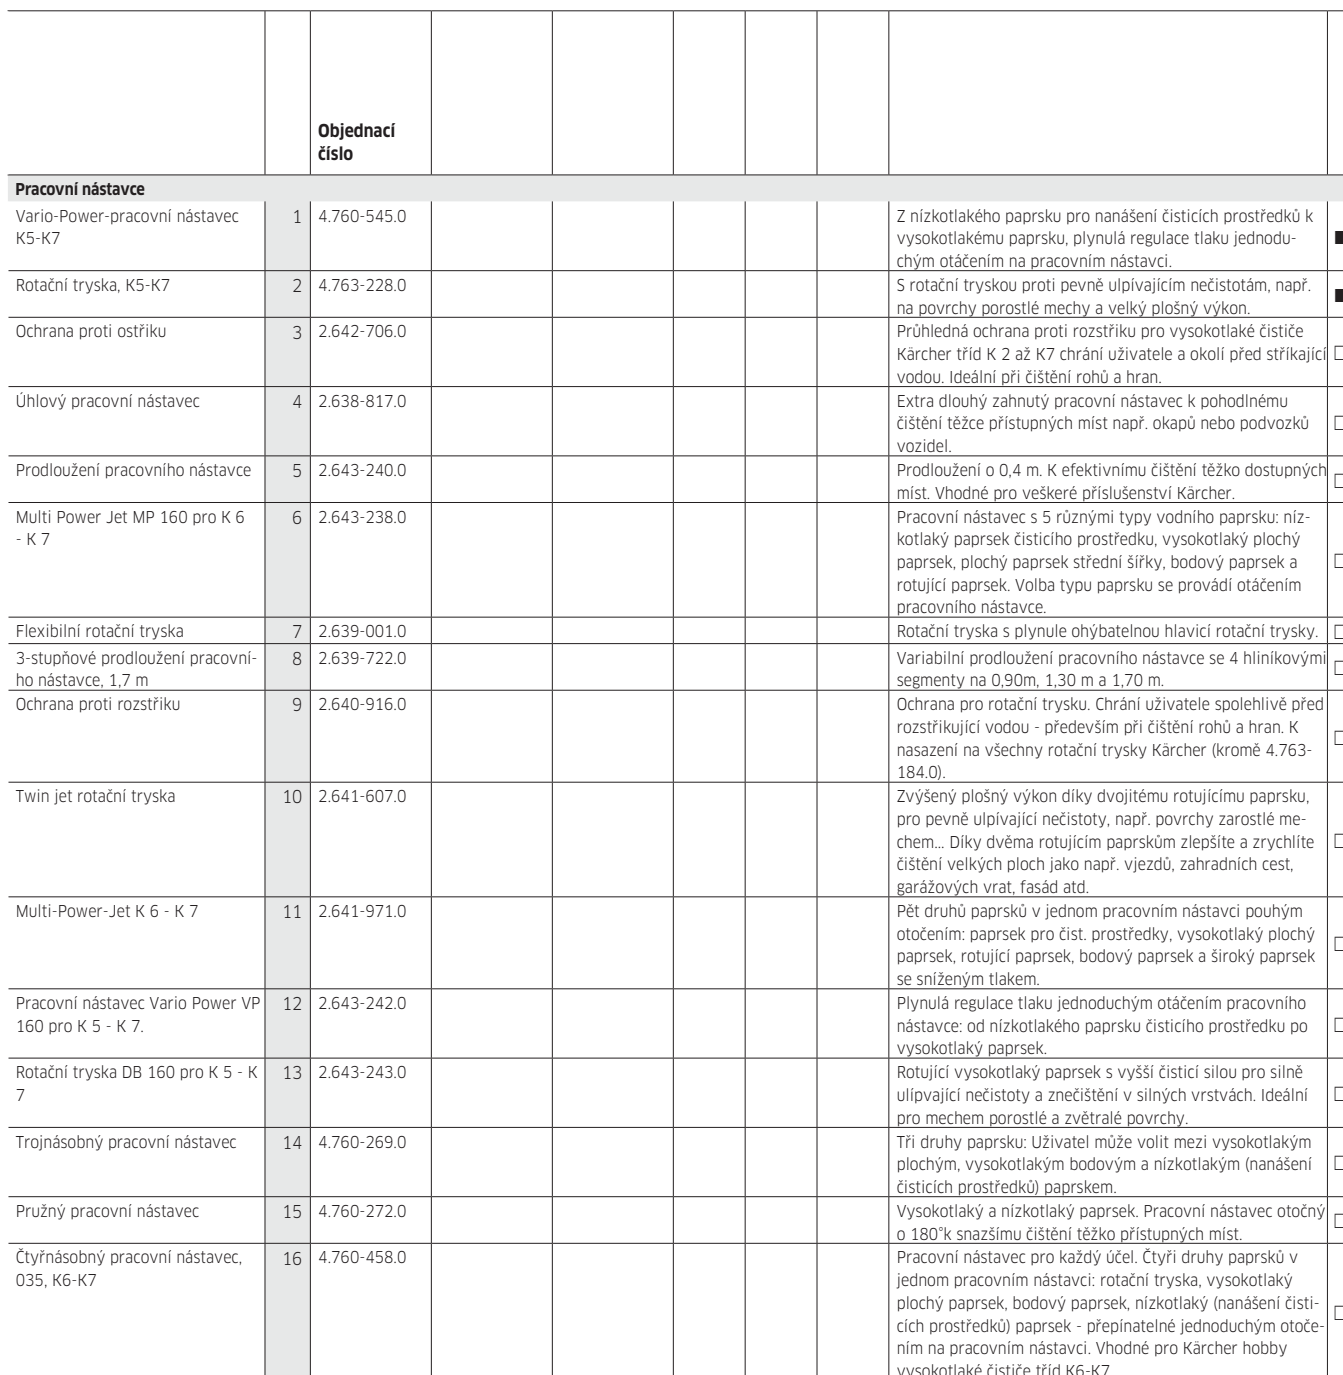 Objednací
číslo
Pracovní nástavce
Vario-Power-pracovní nástavec
K5-K7
1
4.760-545.0
Z nízkotlakého paprsku pro nanášení čisticích prostředků k
vysokotlakému paprsku, plynulá regulace tlaku jednodu-
chým otáčením na pracovním nástavci.
Rotační tryska, K5-K7
2
4.763-228.0
S rotační tryskou proti pevně ulpívajícím nečistotám, např.
na povrchy porostlé mechy a velký plošný výkon.
Ochrana proti ostřiku
3
2.642-706.0
Průhledná ochrana proti rozstřiku pro vysokotlaké čističe
Kärcher tříd K 2 až K7 chrání uživatele a okolí před stříkající
vodou. Ideální při čištění rohů a hran.
Úhlový pracovní nástavec
4
2.638-817.0
Extra dlouhý zahnutý pracovní nástavec k pohodlnému
čištění těžce přístupných míst např. okapů nebo podvozků
vozidel.
Prodloužení pracovního nástavce
5
2.643-240.0
Prodloužení o 0,4 m. K efektivnímu čištění těžko dostupných
míst. Vhodné pro veškeré příslušenství Kärcher.
Multi Power Jet MP 160 pro K 6
- K 7
6
2.643-238.0
Pracovní nástavec s 5 různými typy vodního paprsku: níz-
kotlaký paprsek čisticího prostředku, vysokotlaký plochý
paprsek, plochý paprsek střední šířky, bodový paprsek a
rotující paprsek. Volba typu paprsku se provádí otáčením
pracovního nástavce.
Flexibilní rotační tryska
7
2.639-001.0
Rotační tryska s plynule ohýbatelnou hlavicí rotační trysky.
3-stupňové prodloužení pracovní-
ho nástavce, 1,7 m
8
2.639-722.0
Variabilní prodloužení pracovního nástavce se 4 hliníkovými
segmenty na 0,90m, 1,30 m a 1,70 m.
Ochrana proti rozstřiku
9
2.640-916.0
Ochrana pro rotační trysku. Chrání uživatele spolehlivě před
rozstřikující vodou - především při čištění rohů a hran. K
nasazení na všechny rotační trysky Kärcher (kromě 4.763-
184.0).
Twin jet rotační tryska
10
2.641-607.0
Zvýšený plošný výkon díky dvojitému rotujícímu paprsku,
pro pevně ulpívající nečistoty, např. povrchy zarostlé me-
chem... Díky dvěma rotujícím paprskům zlepšíte a zrychlíte
čištění velkých ploch jako např. vjezdů, zahradních cest,
garážových vrat, fasád atd.
Multi-Power-Jet K 6 - K 7
11
2.641-971.0
Pět druhů paprsků v jednom pracovním nástavci pouhým
otočením: paprsek pro čist. prostředky, vysokotlaký plochý
paprsek, rotující paprsek, bodový paprsek a široký paprsek
se sníženým tlakem.
Pracovní nástavec Vario Power VP
160 pro K 5 - K 7.
12
2.643-242.0
Plynulá regulace tlaku jednoduchým otáčením pracovního
nástavce: od nízkotlakého paprsku čisticího prostředku po
vysokotlaký paprsek.
Rotační tryska DB 160 pro K 5 - K
7
13
2.643-243.0
Rotující vysokotlaký paprsek s vyšší čisticí silou pro silně
ulípvající nečistoty a znečištění v silných vrstvách. Ideální
pro mechem porostlé a zvětralé povrchy.
Trojnásobný pracovní nástavec
14
4.760-269.0
Tři druhy paprsku: Uživatel může volit mezi vysokotlakým
plochým, vysokotlakým bodovým a nízkotlakým (nanášení
čisticích prostředků) paprskem.
Pružný pracovní nástavec
15
4.760-272.0
Vysokotlaký a nízkotlaký paprsek. Pracovní nástavec otočný
o 180°k snazšímu čištění těžko přístupných míst.
Čtyřnásobný pracovní nástavec,
035, K6-K7
16
4.760-458.0
Pracovní nástavec pro každý účel. Čtyři druhy paprsků v
jednom pracovním nástavci: rotační tryska, vysokotlaký
plochý paprsek, bodový paprsek, nízkotlaký (nanášení čisti-
cích prostředků) paprsek - přepínatelné jednoduchým otoče-
ním na pracovním nástavci. Vhodné pro Kärcher hobby
vysokotlaké čističe tříd K6-K7